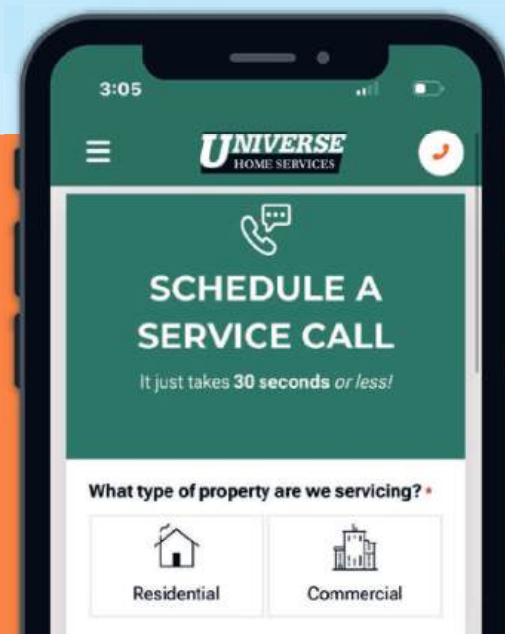 3:05
UNIVERSE
HOME SERVICES
SCHEDULE A
SERVICE CALL
It just takes 30 seconds or less!
What type of property are we servicing? *
Residential
Commercial